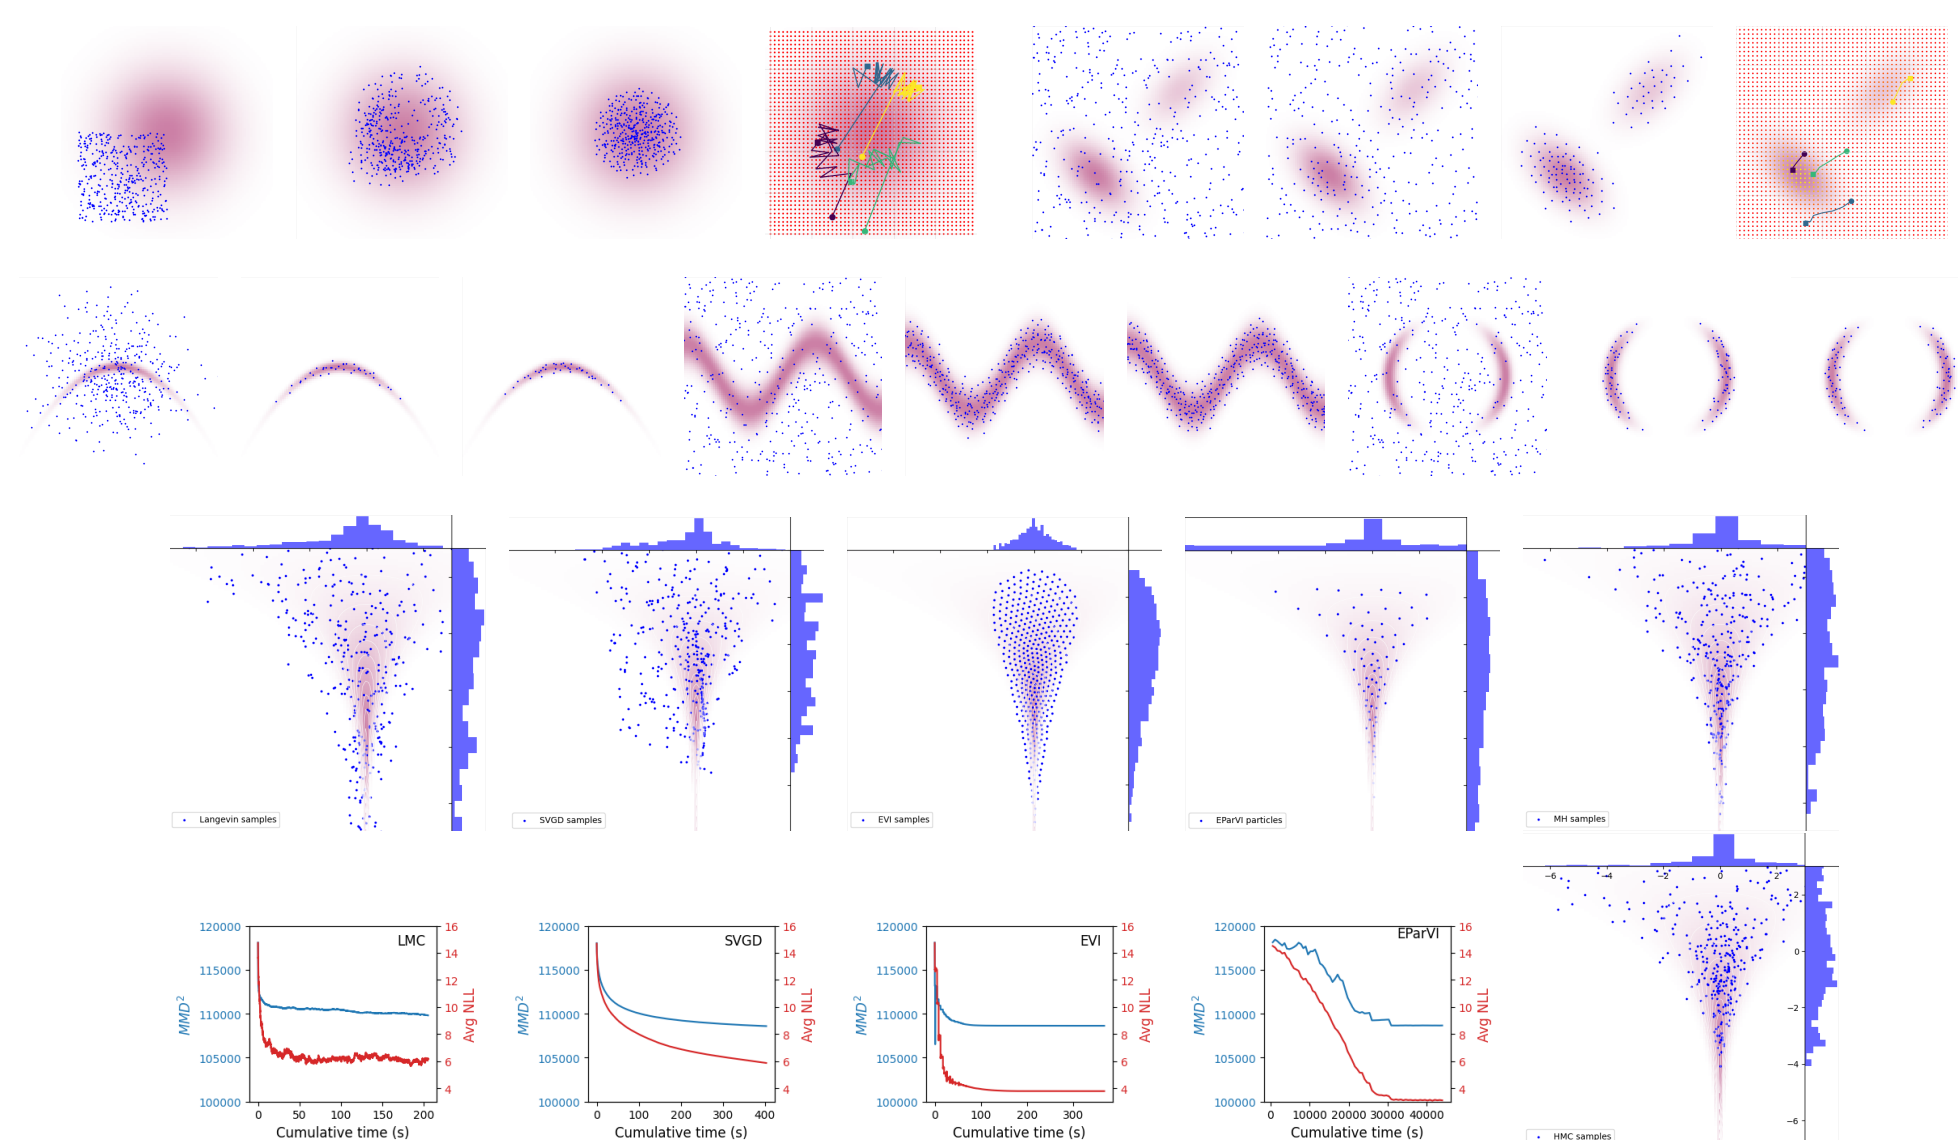 Langevin samples
SVGD samples
EVI samples
EParVI particles
MH samples
−6 −4 −2 0 2
2
0
−2
−4
−6
HMC samples
LMC
120000
115000
110000
105000
100000
MMD²
16
14
12
10
8
6
4
Avg NLL
0 50 100 150 200
Cumulative time (s)
SVGD
120000
115000
110000
105000
100000
MMD²
16
14
12
10
8
6
4
Avg NLL
0 100 200 300 400
Cumulative time (s)
EVI
120000
115000
110000
105000
100000
MMD²
16
14
12
10
8
6
4
Avg NLL
0 100 200 300
Cumulative time (s)
EParVI
120000
115000
110000
105000
100000
MMD²
16
14
12
10
8
6
4
Avg NLL
0 10000 20000 30000 40000
Cumulative time (s)